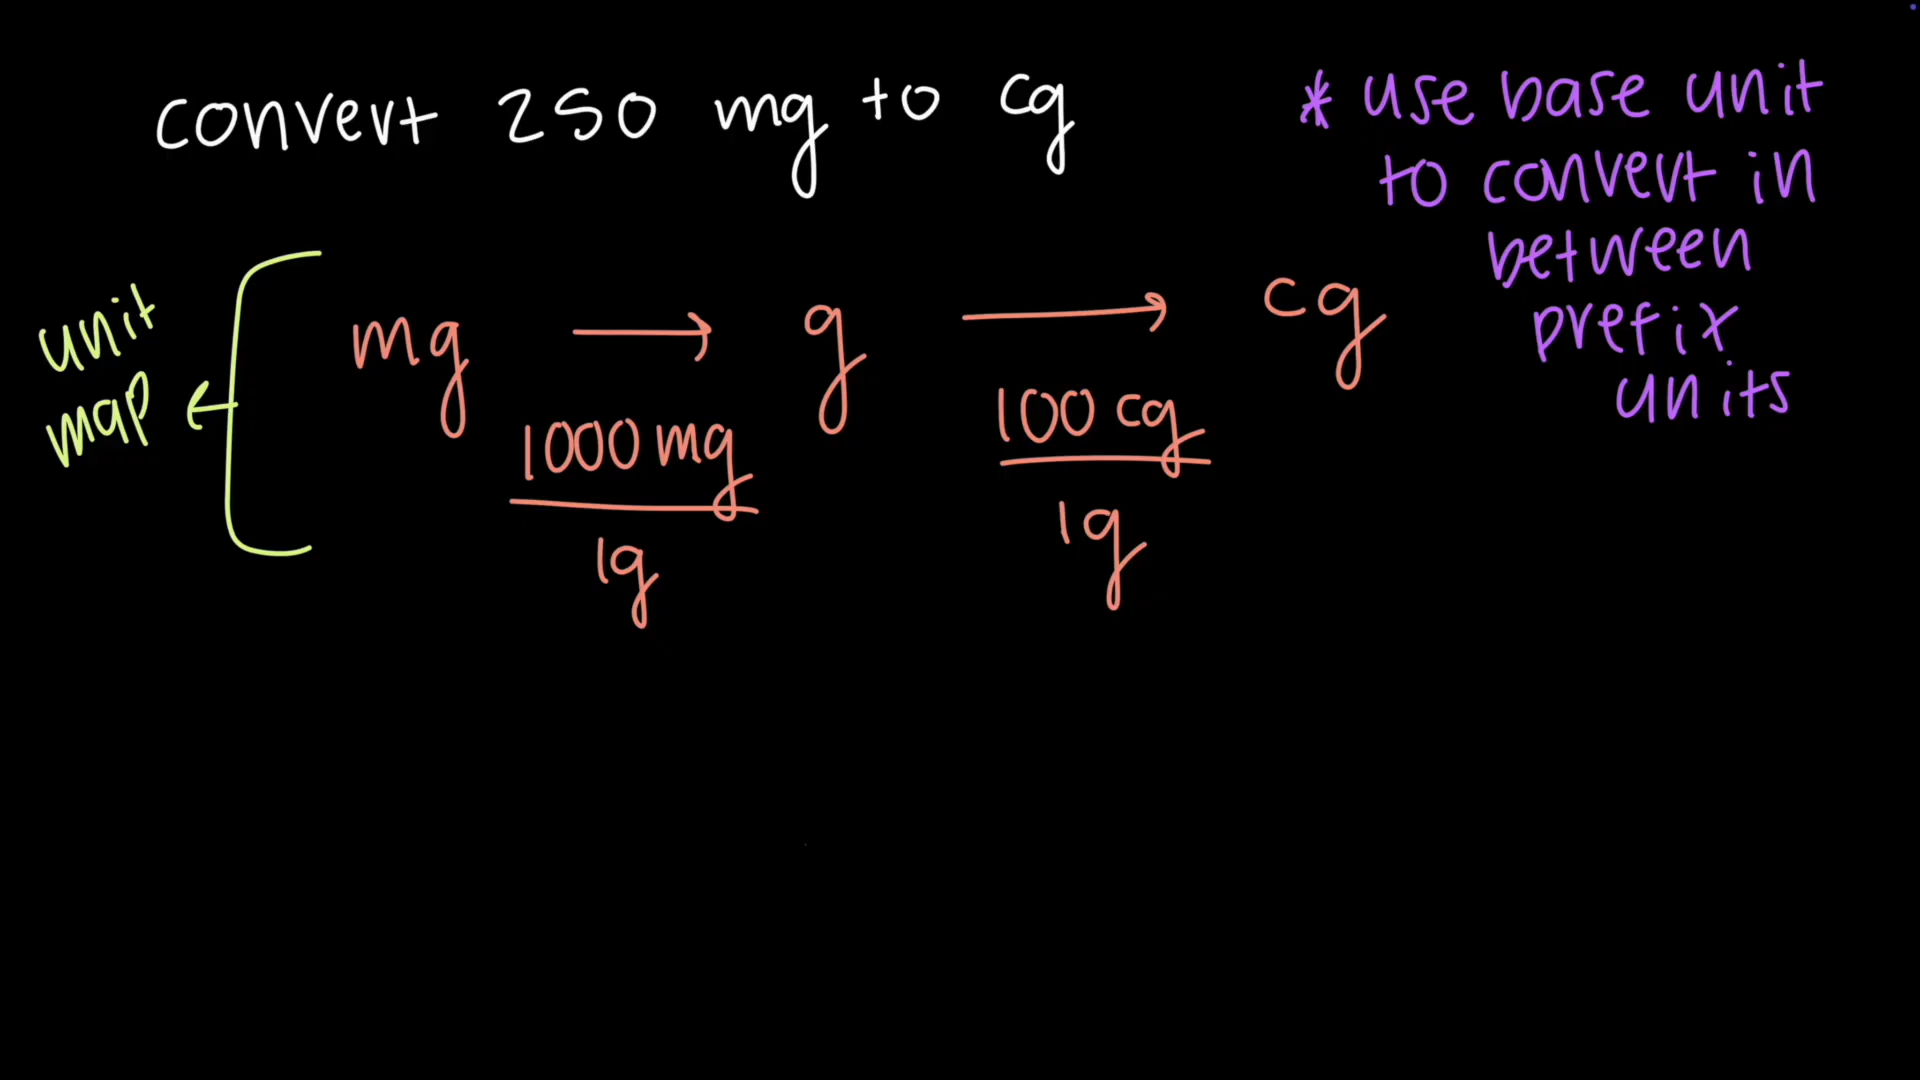 convert 250 mg to cg
* use base unit
to convert in
between
prefix
units
unit
map
mg → g → cg
1000 mg
1g
100 cg
1g